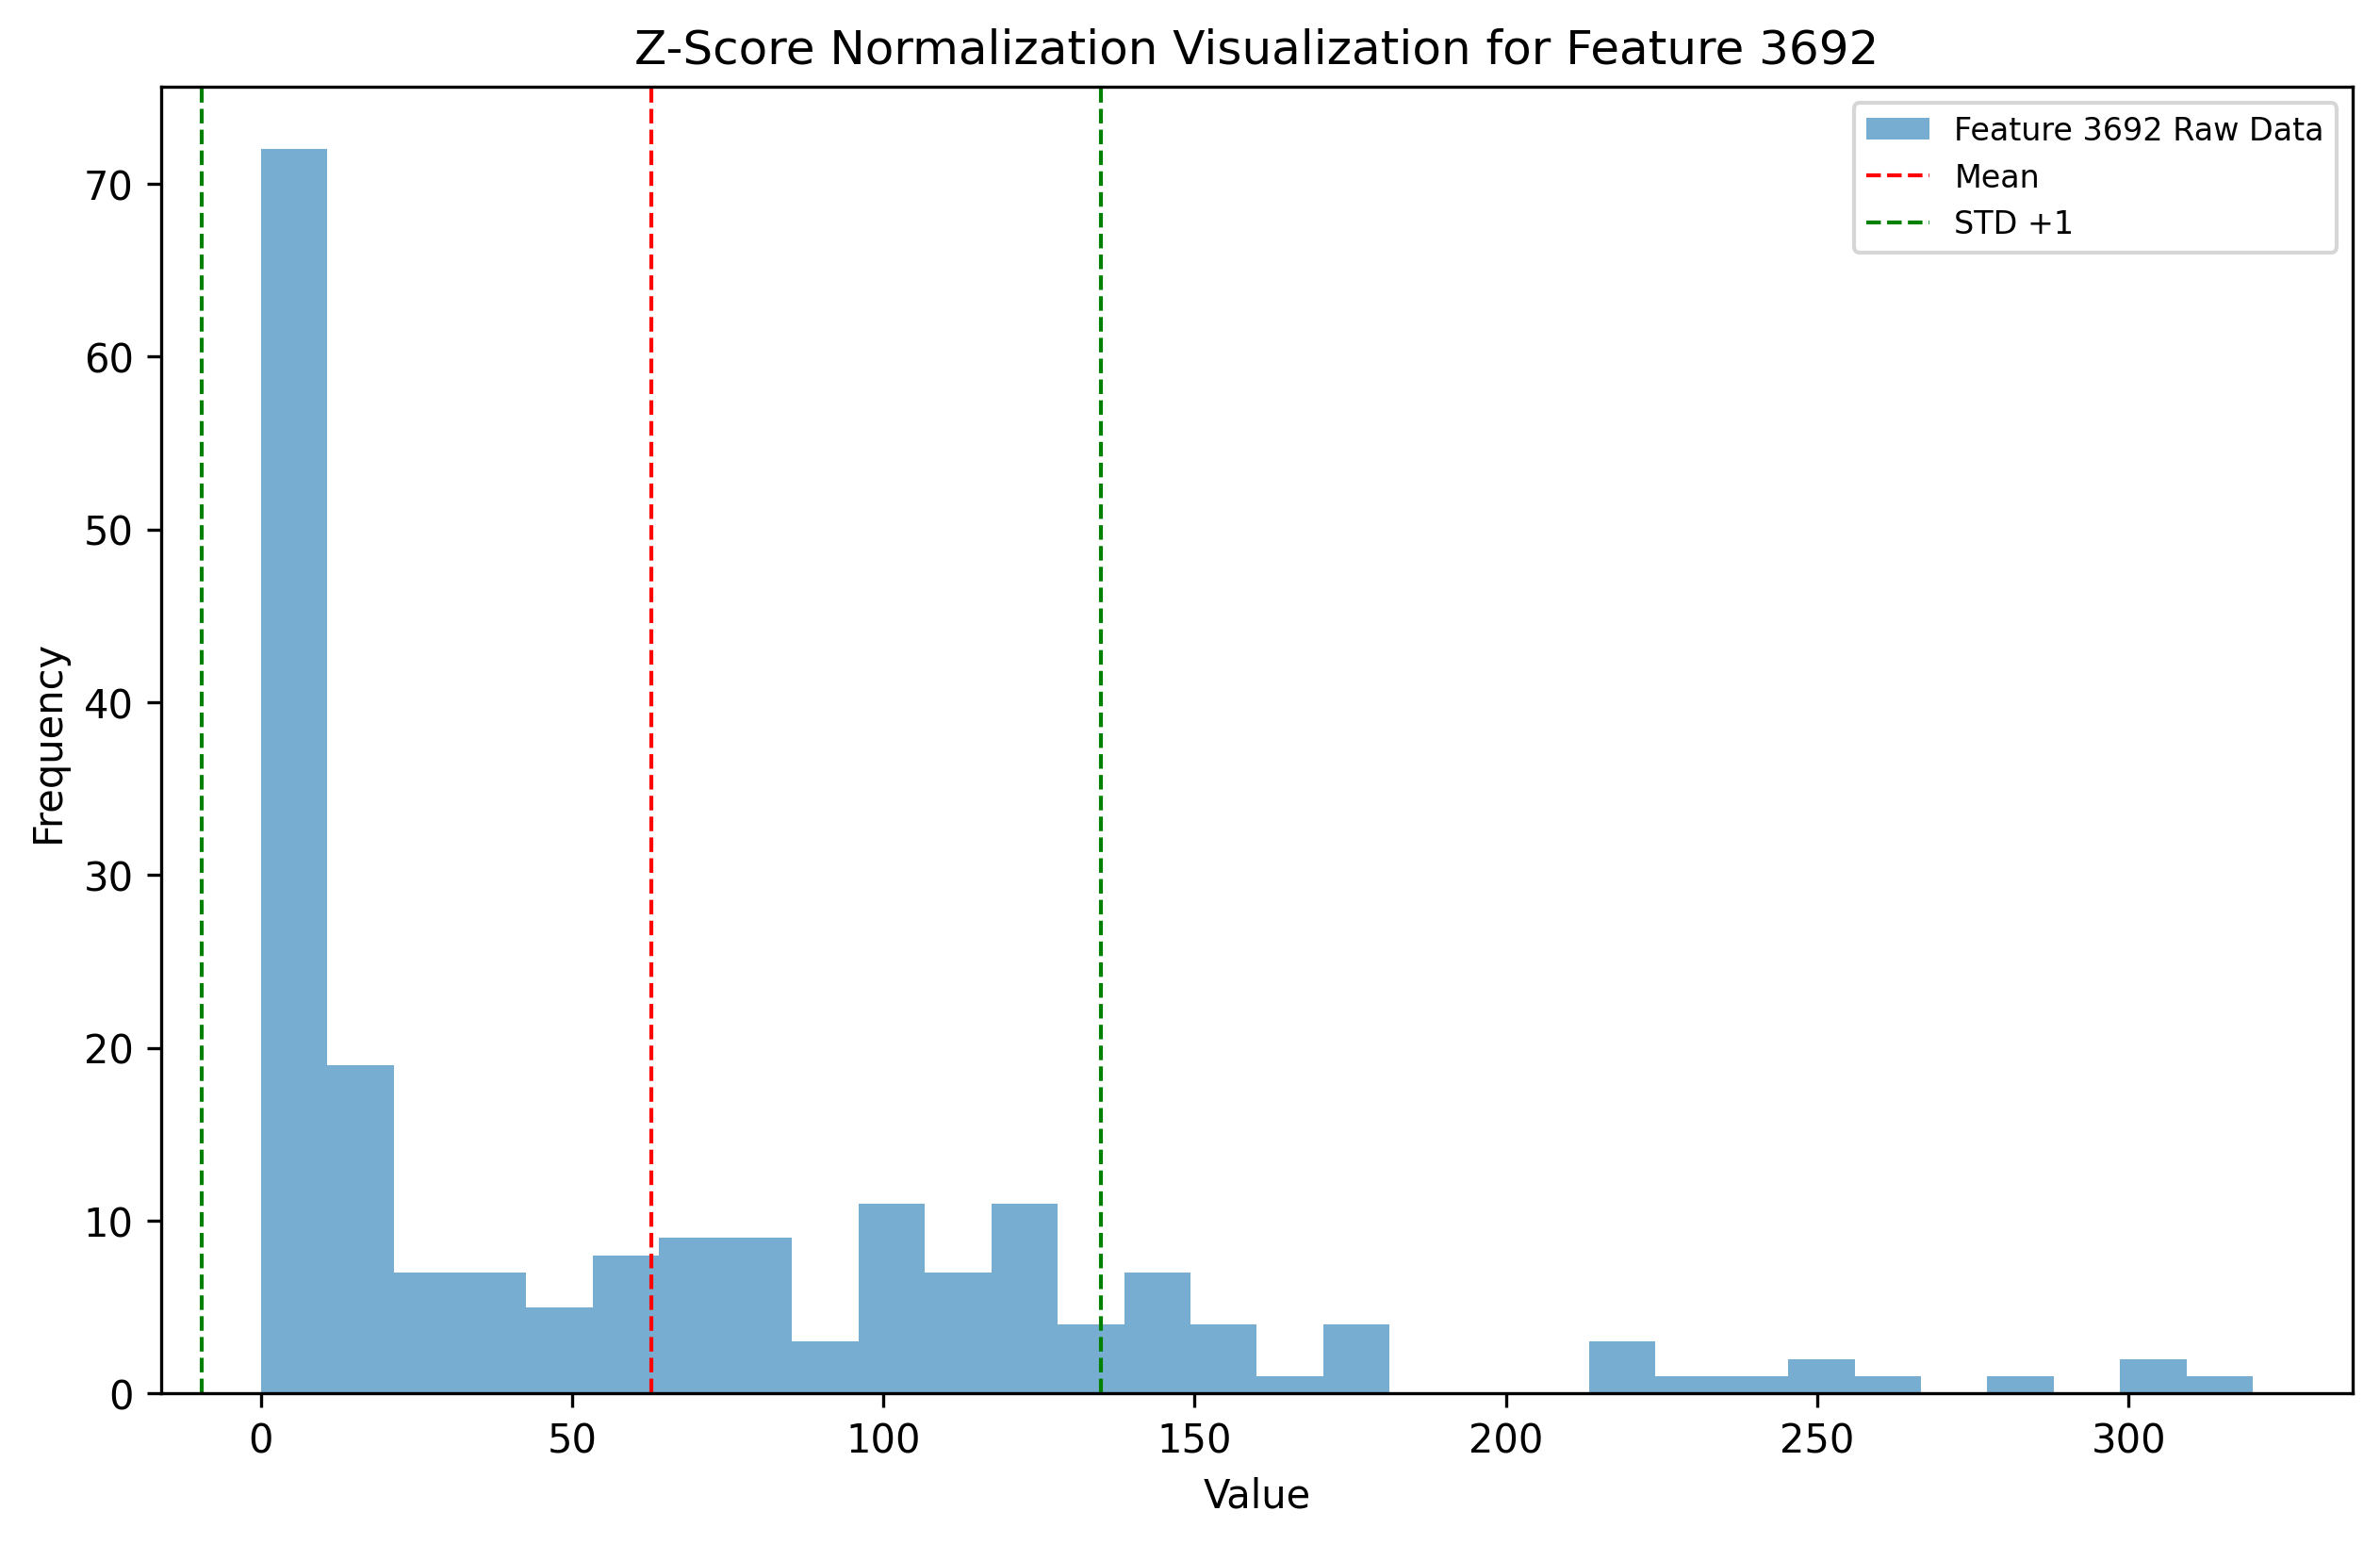 Z-Score Normalization Visualization for Feature 3692
Feature 3692 Raw Data
Mean
STD +1
70
60
50
40
30
20
10
0
Frequency
0 50 100 150 200 250 300
Value